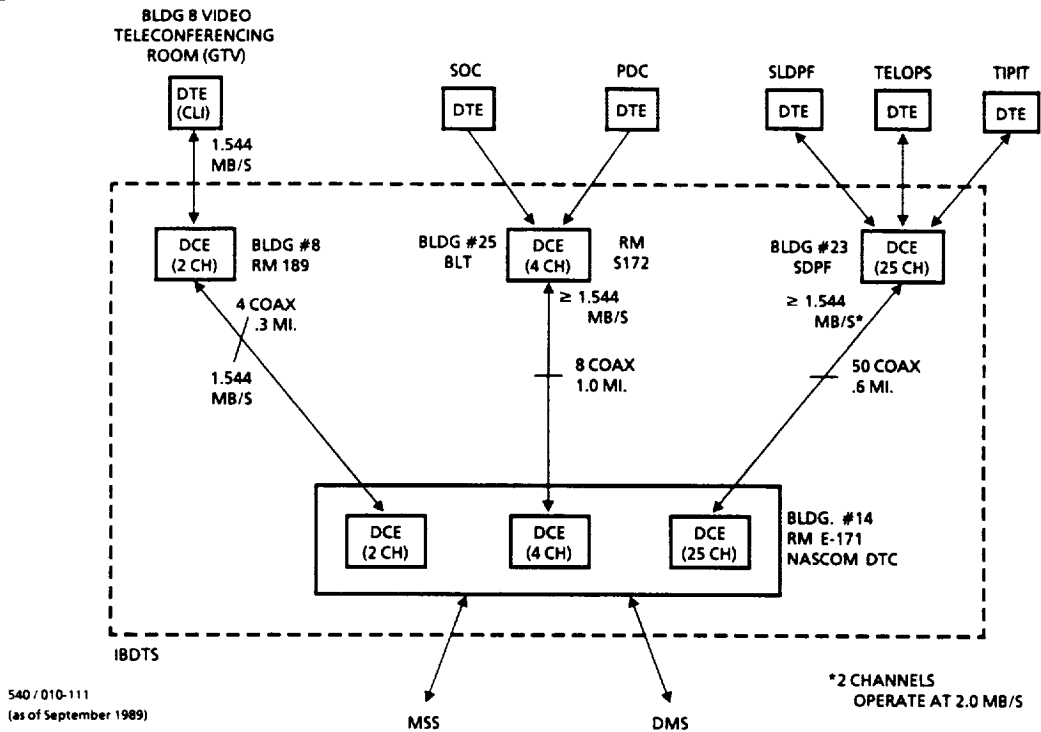 BLDG 8 VIDEO
TELECONFERENCING
ROOM (GTV)
SOC
PDC
SLDPF
TELOPS
TIPIT
DTE
(CLI)
DTE
DTE
DTE
DTE
DTE
1.544
MB/S
DCE
(2 CH)
BLDG #8
RM 189
BLDG #25
BLT
DCE
(4 CH)
RM
S172
BLDG #23
SDPF
DCE
(25 CH)
4 COAX
.3 MI.
1.544
MB/S
≥ 1.544
MB/S
8 COAX
1.0 MI.
≥ 1.544
MB/S*
50 COAX
.6 MI.
DCE
(2 CH)
DCE
(4 CH)
DCE
(25 CH)
BLDG. #14
RM E-171
NASCOM DTC
IBDTS
MSS
DMS
*2 CHANNELS
OPERATE AT 2.0 MB/S
540 / 010-111
(as of September 1989)